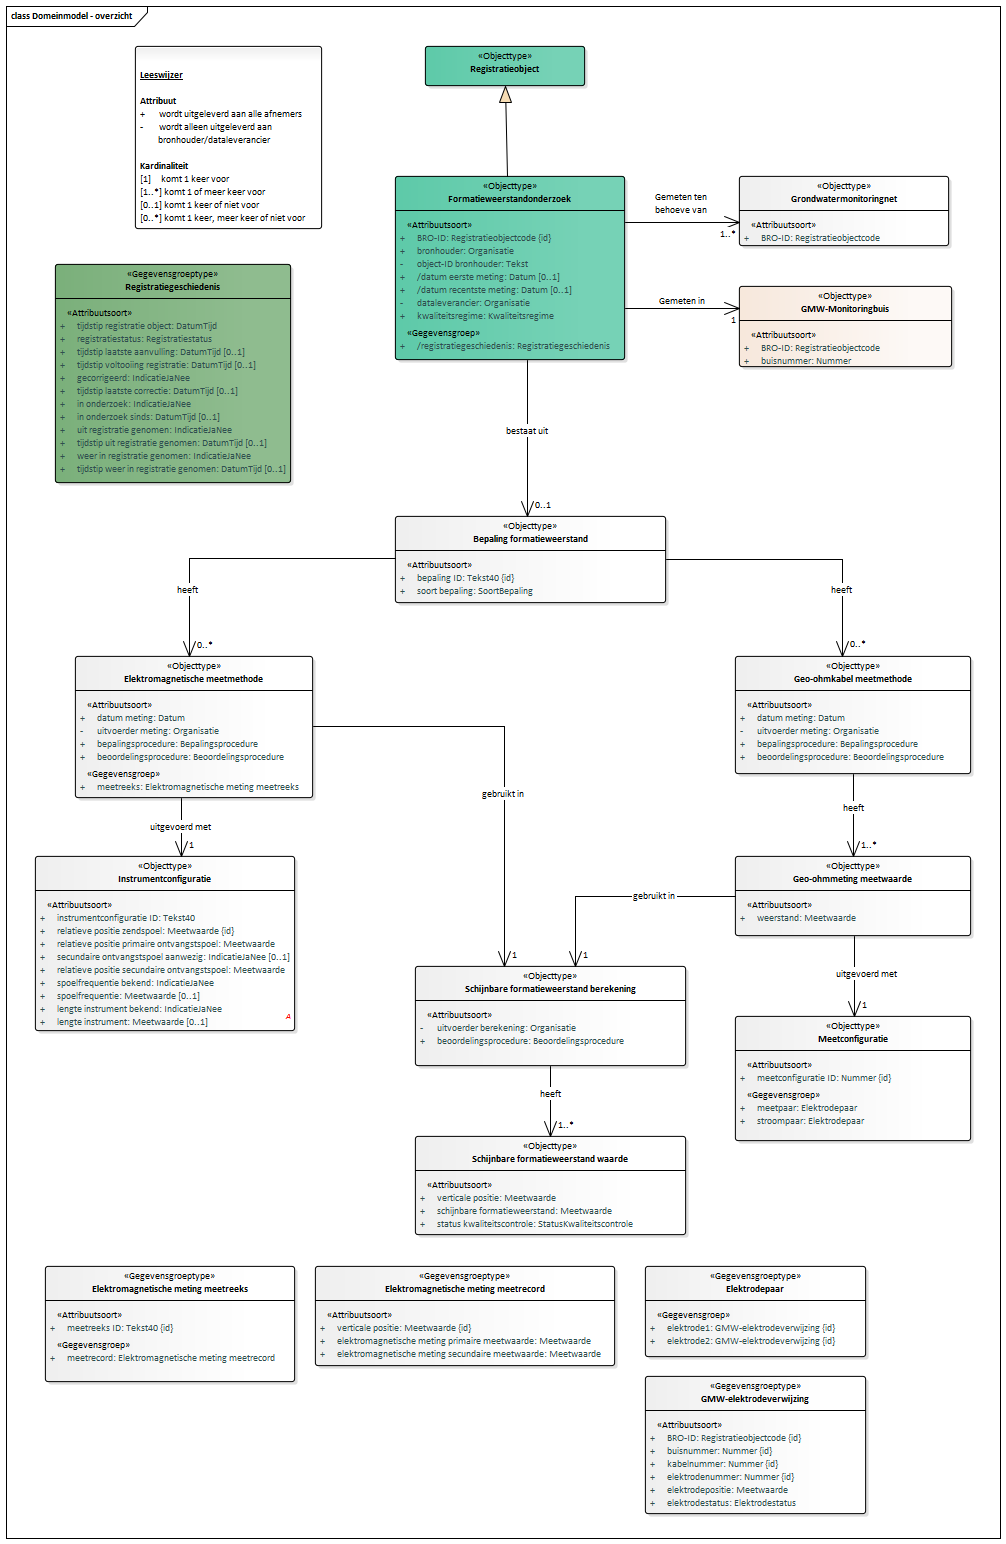 class Domeinmodel - overzicht
Leeswijzer
Attribuut
+ wordt uitgeleverd aan alle afnemers
- wordt alleen uitgeleverd aan
bronhouder/dataleverancier
Kardinaliteit
[1] komt 1 keer voor
[1..*] komt 1 of meer keer voor
[0..1] komt 1 keer of niet voor
[0..*] komt 1 keer, meer keer of niet voor
«Objecttype»
Registratieobject
«Objecttype»
Formatieweerstandonderzoek
«Attribuutsoort»
+ BRO-ID: Registratieobjectcode {id}
+ bronhouder: Organisatie
- object-ID bronhouder: Tekst
+ /datum eerste meting: Datum [0..1]
+ /datum recentste meting: Datum [0..1]
- dataleverancier: Organisatie
+ kwaliteitsregime: Kwaliteitsregime
«Gegevensgroep»
+ /registratiegeschiedenis: Registratiegeschiedenis
Gemeten ten
behoeve van
1..*
«Objecttype»
Grondwatermonitoringnet
«Attribuutsoort»
+ BRO-ID: Registratieobjectcode
Gemeten in
1
«Objecttype»
GMW-Monitoringbuis
«Attribuutsoort»
+ BRO-ID: Registratieobjectcode
+ buisnummer: Nummer
«Gegevensgroeptype»
Registratiegeschiedenis
«Attribuutsoort»
+ tijdstip registratie object: DatumTijd
+ registratiestatus: Registratiestatus
+ tijdstip laatste aanvulling: DatumTijd [0..1]
+ tijdstip voltooiing registratie: DatumTijd [0..1]
+ gecorrigeerd: IndicatieJaNee
+ tijdstip laatste correctie: DatumTijd [0..1]
+ in onderzoek: IndicatieJaNee
+ in onderzoek sinds: DatumTijd [0..1]
+ uit registratie genomen: IndicatieJaNee
+ tijdstip uit registratie genomen: DatumTijd [0..1]
+ weer in registratie genomen: IndicatieJaNee
+ tijdstip weer in registratie genomen: DatumTijd [0..1]
bestaat uit
0..1
«Objecttype»
Bepaling formatieweerstand
«Attribuutsoort»
+ bepaling ID: Tekst40 {id}
+ soort bepaling: SoortBepaling
heeft
0..*
heeft
0..*
«Objecttype»
Elektromagnetische meetmethode
«Attribuutsoort»
+ datum meting: Datum
- uitvoerder meting: Organisatie
+ bepalingsprocedure: Bepalingsprocedure
+ beoordelingsprocedure: Beoordelingsprocedure
«Gegevensgroep»
+ meetreeks: Elektromagnetische meting meetreeks
«Objecttype»
Geo-ohmkabel meetmethode
«Attribuutsoort»
+ datum meting: Datum
- uitvoerder meting: Organisatie
+ bepalingsprocedure: Bepalingsprocedure
+ beoordelingsprocedure: Beoordelingsprocedure
gebruikt in
1
uitgevoerd met
1
heeft
1..*
«Objecttype»
Instrumentconfiguratie
«Attribuutsoort»
+ instrumentconfiguratie ID: Tekst40
+ relatieve positie zendspoel: Meetwaarde {id}
+ relatieve positie primaire ontvangstspoel: Meetwaarde
+ secundaire ontvangstspoel aanwezig: IndicatieJaNee [0..1]
+ relatieve positie secundaire ontvangstspoel: Meetwaarde
+ spoelfrequentie bekend: IndicatieJaNee
+ spoelfrequentie: Meetwaarde [0..1]
+ lengte instrument bekend: IndicatieJaNee
+ lengte instrument: Meetwaarde [0..1]
A
«Objecttype»
Geo-ohmmeting meetwaarde
«Attribuutsoort»
+ weerstand: Meetwaarde
gebruikt in
1
uitgevoerd met
1
«Objecttype»
Schijnbare formatieweerstand berekening
«Attribuutsoort»
- uitvoerder berekening: Organisatie
+ beoordelingsprocedure: Beoordelingsprocedure
«Objecttype»
Meetconfiguratie
«Attribuutsoort»
+ meetconfiguratie ID: Nummer {id}
«Gegevensgroep»
+ meetpaar: Elektrodepaar
+ stroompaar: Elektrodepaar
heeft
1..*
«Objecttype»
Schijnbare formatieweerstand waarde
«Attribuutsoort»
+ verticale positie: Meetwaarde
+ schijnbare formatieweerstand: Meetwaarde
+ status kwaliteitscontrole: StatusKwaliteitscontrole
«Gegevensgroeptype»
Elektromagnetische meting meetreeks
«Attribuutsoort»
+ meetreeks ID: Tekst40 {id}
«Gegevensgroep»
+ meetrecord: Elektromagnetische meting meetrecord
«Gegevensgroeptype»
Elektromagnetische meting meetrecord
«Attribuutsoort»
+ verticale positie: Meetwaarde {id}
+ elektromagnetische meting primaire meetwaarde: Meetwaarde
+ elektromagnetische meting secundaire meetwaarde: Meetwaarde
«Gegevensgroeptype»
Elektrodepaar
«Gegevensgroep»
+ elektrode1: GMW-elektrodeverwijzing {id}
+ elektrode2: GMW-elektrodeverwijzing {id}
«Gegevensgroeptype»
GMW-elektrodeverwijzing
«Attribuutsoort»
+ BRO-ID: Registratieobjectcode {id}
+ buisnummer: Nummer {id}
+ kabelnummer: Nummer {id}
+ elektrodenummer: Nummer {id}
+ elektrodepositie: Meetwaarde
+ elektrodestatus: Elektrodestatus